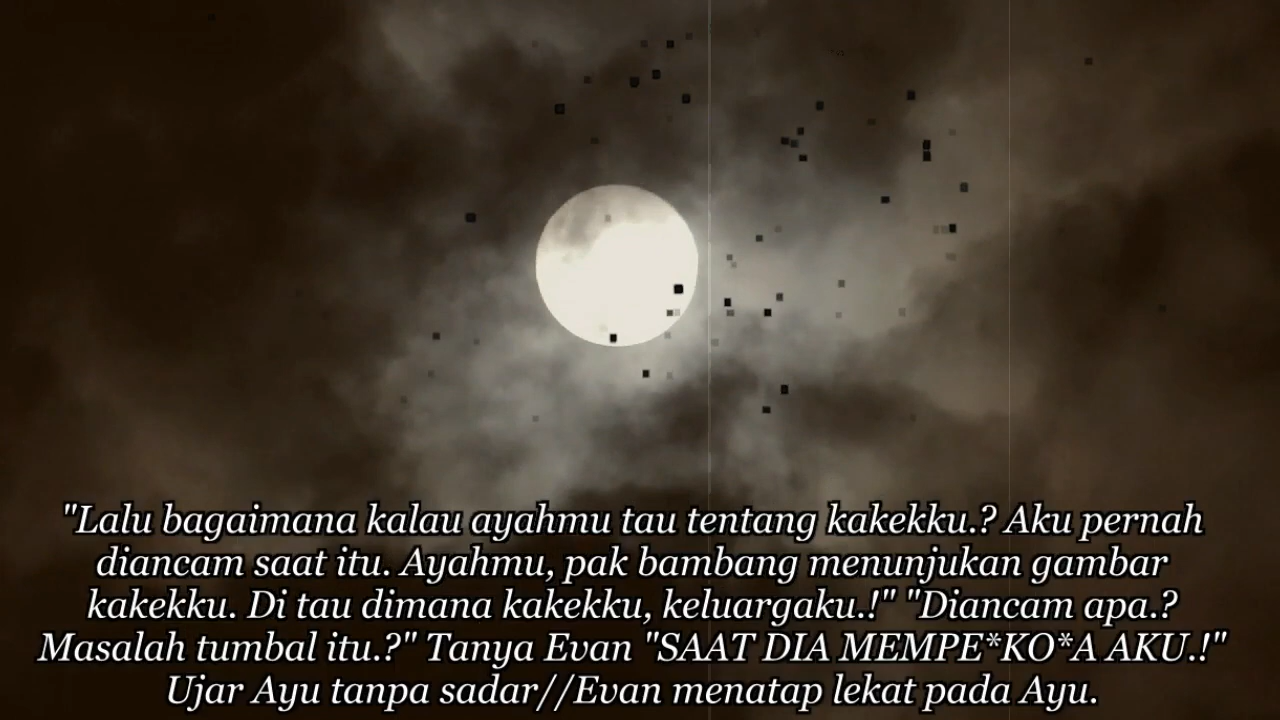 "Lalu bagaimana kalau ayahmu tau tentang kakekku.? Aku pernah
diancam saat itu. Ayahmu, pak bambang menunjukan gambar
kakekku. Di tau dimana kakekku, keluargaku.!" "Diancam apa.?
Masalah tumbal itu.?" Tanya Evan "SAAT DIA MEMPE*KO*A AKU.!"
Ujar Ayu tanpa sadar//Evan menatap lekat pada Ayu.